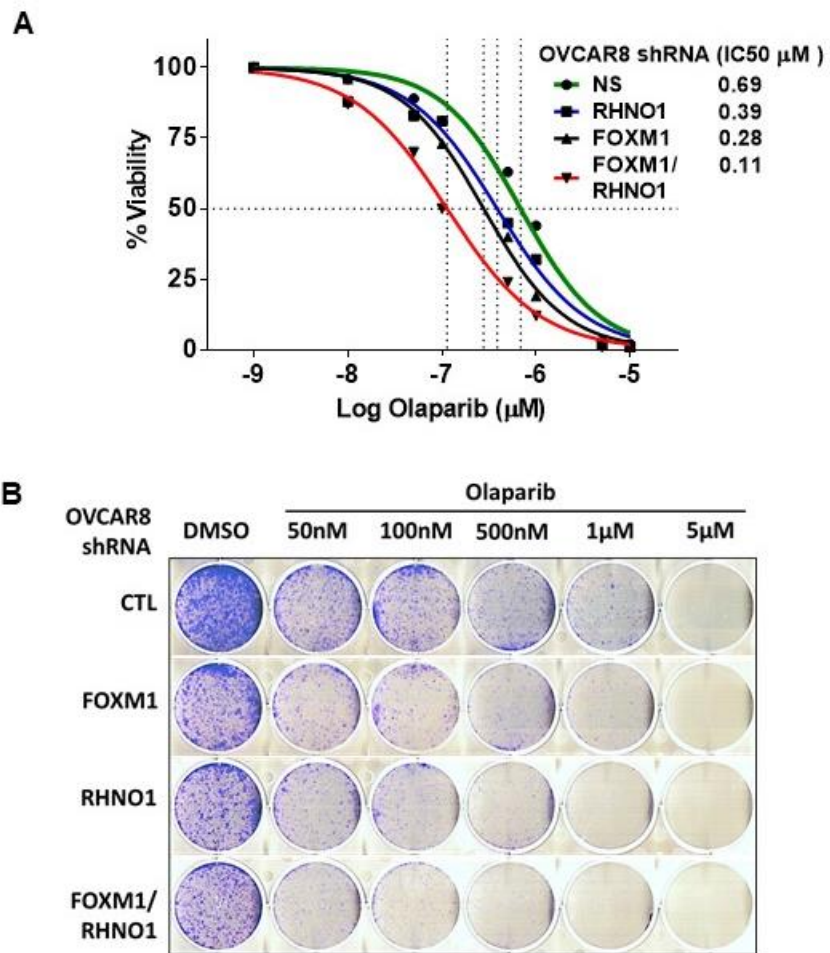 A
OVCAR8 shRNA (IC50 μM )
NS 0.69
RHNO1 0.39
FOXM1 0.28
FOXM1/ 0.11
RHNO1
100
75
50
25
0
% Viability
-9 -8 -7 -6 -5
Log Olaparib (μM)
B
Olaparib
OVCAR8
shRNA
DMSO 50nM 100nM 500nM 1μM 5μM
CTL
FOXM1
RHNO1
FOXM1/
RHNO1